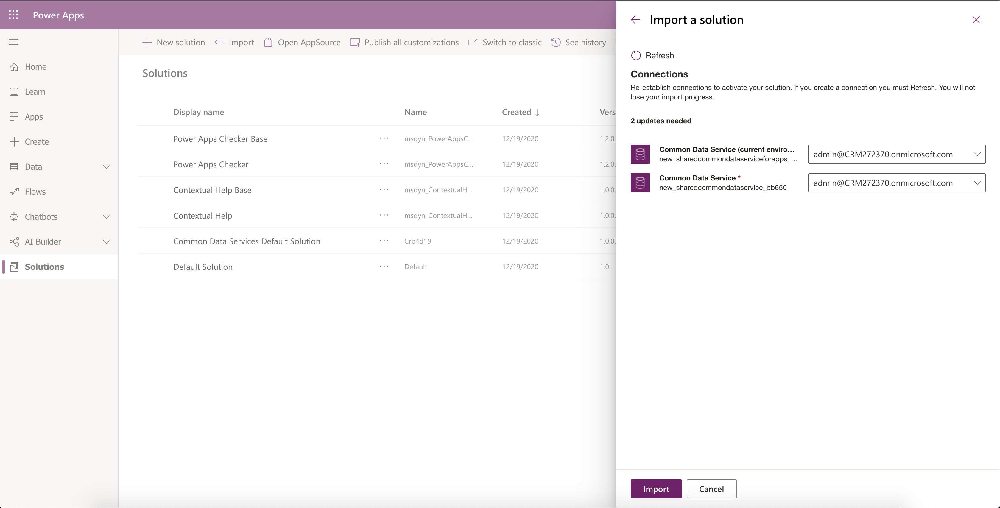 Power Apps
Home
Learn
Apps
Create
Data
Flows
Chatbots
AI Builder
Solutions
New solution
Import
Open AppSource
Publish all customizations
Switch to classic
See history
Solutions
Display name Name Created ↓ Vers
Power Apps Checker Base ··· msdyn_PowerAppsC... 12/19/2020 1.2.0.
Power Apps Checker ··· msdyn_PowerAppsC... 12/19/2020 1.2.0.
Contextual Help Base ··· msdyn_ContextualH... 12/19/2020 1.0.0.
Contextual Help ··· msdyn_ContextualH... 12/19/2020 1.0.0.
Common Data Services Default Solution ··· Crb4d19 12/19/2020 1.0.0.
Default Solution ··· Default 12/19/2020 1.0
Import a solution
Refresh
Connections
Re-establish connections to activate your solution. If you create a connection you must Refresh. You will not
lose your import progress.
2 updates needed
Common Data Service (current enviro...
new_sharedcommondataserviceforapps_...
admin@CRM272370.onmicrosoft.com
Common Data Service *
new_sharedcommondataservice_bb650
admin@CRM272370.onmicrosoft.com
Import
Cancel